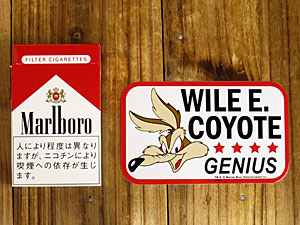 FILTER CIGARETTES
Marlboro
人により程度は異なり
ますが、ニコチンにより
喫煙への依存が生じ
ます。
WILE E.
COYOTE
GENIUS